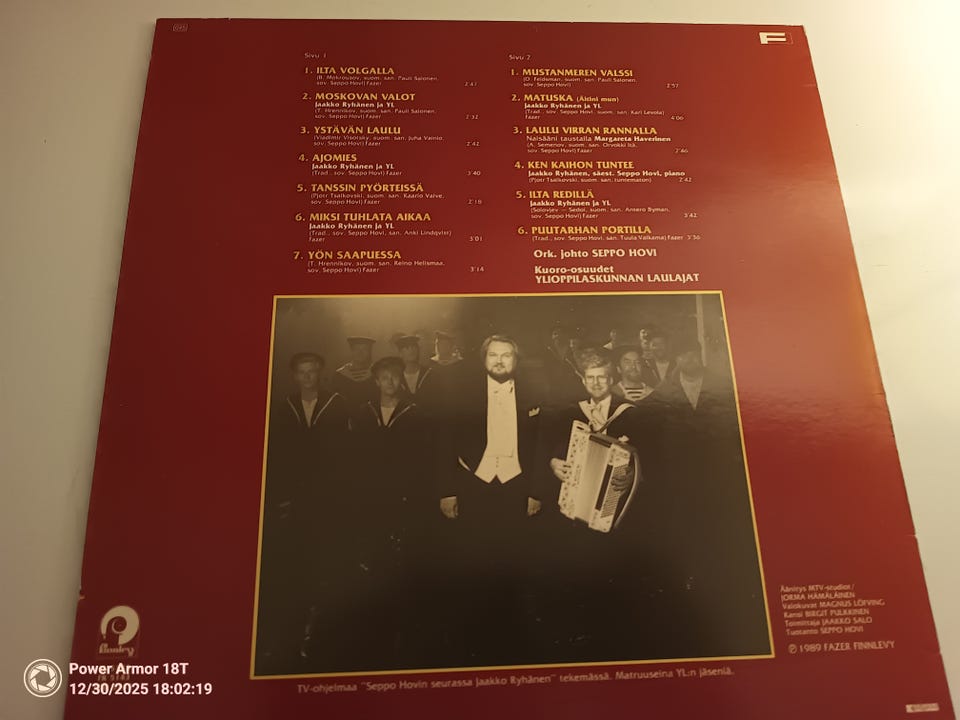 Sivu 1
1. ILTA VOLGALLA
(B. Mokrousov, suom. san. Pauli Salonen,
sov. Seppo Hovi) Fazer 2'47
2. MOSKOVAN VALOT
Jaakko Ryhänen ja YL
(T. Hrennikov, suom. san. Pauli Salonen,
sov. Seppo Hovi) Fazer 2'32
3. YSTÄVÄN LAULU
(Vladimir Visotsky, suom. san. Juha Vainio,
sov. Seppo Hovi) Fazer 2'42
4. AJOMIES
Jaakko Ryhänen ja YL
(Trad., sov. Seppo Hovi) Fazer 3'40
5. TANSSIN PYÖRTEISSÄ
(Pjotr Tsaikovski, suom. san. Kaarlo Valve,
sov. Seppo Hovi) Fazer 2'18
6. MIKSI TUHLATA AIKAA
Jaakko Ryhänen ja YL
(Trad., sov. Seppo Hovi, san. Anki Lindqvist)
Fazer 3'01
7. YÖN SAAPUESSA
(T. Hrennikov, suom. san. Reino Helismaa,
sov. Seppo Hovi) Fazer 3'14
Sivu 2
1. MUSTANMEREN VALSSI
(O. Feldsman, suom. san. Pauli Salonen,
sov. Seppo Hovi) Fazer 2'57
2. MATUSKA (Äitini mun)
Jaakko Ryhänen ja YL
(Trad., sov. Seppo Hovi, suom. san. Kari Levola)
Fazer 4'06
3. LAULU VIRRAN RANNALLA
Naisääni taustalla Margareta Haverinen
(A. Semenov, suom. san. Orvokki Itä,
sov. Seppo Hovi) Fazer 2'46
4. KEN KAIHON TUNTEE
Jaakko Ryhänen, säest. Seppo Hovi, piano
(Pjotr Tsaikovski, suom. san. tuntematon) 2'42
5. ILTA REDILLÄ
Jaakko Ryhänen ja YL
(Solovjev – Sedoi, suom. san. Antero Byman,
sov. Seppo Hovi) Fazer 3'42
6. PUUTARHAN PORTILLA
(Trad., sov. Seppo Hovi, san. Tuula Valkama) Fazer 3'36
Ork. johto SEPPO HOVI
Kuoro-osuudet
YLIOPPILASKUNNAN LAULAJAT
Äänitys MTV-studiot/
JORMA HÄMÄLÄINEN
Valokuvat MAGNUS LÖFVING
Kansi BIRGIT PULKKINEN
Toimittaja JAAKKO SALO
Tuotanto SEPPO HOVI
℗ 1989 FAZER FINNLEVY
finnlevy
TV-ohjelmaa "Seppo Hovin seurassa Jaakko Ryhänen" tekemässä. Matruuseina YL:n jäseniä.
Power Armor 18T
12/30/2025 18:02:19